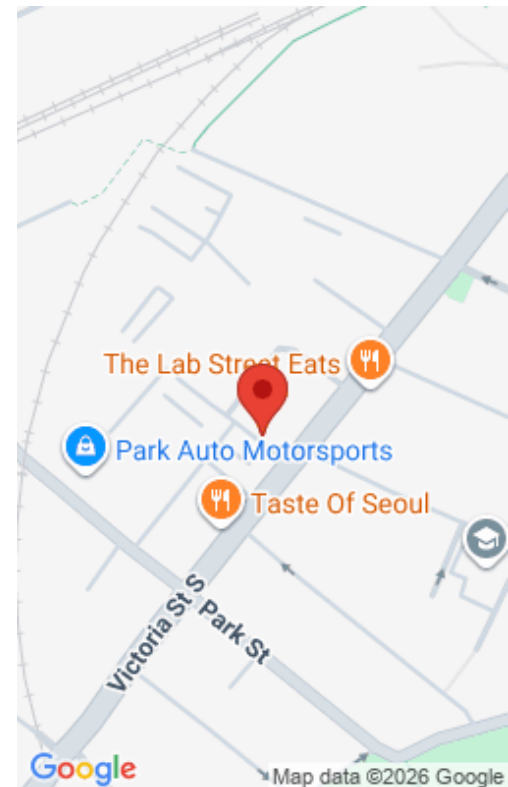 The Lab Street Eats
Park Auto Motorsports
Taste Of Seoul
Victoria St S
Park St
Google
Map data ©2026 Google